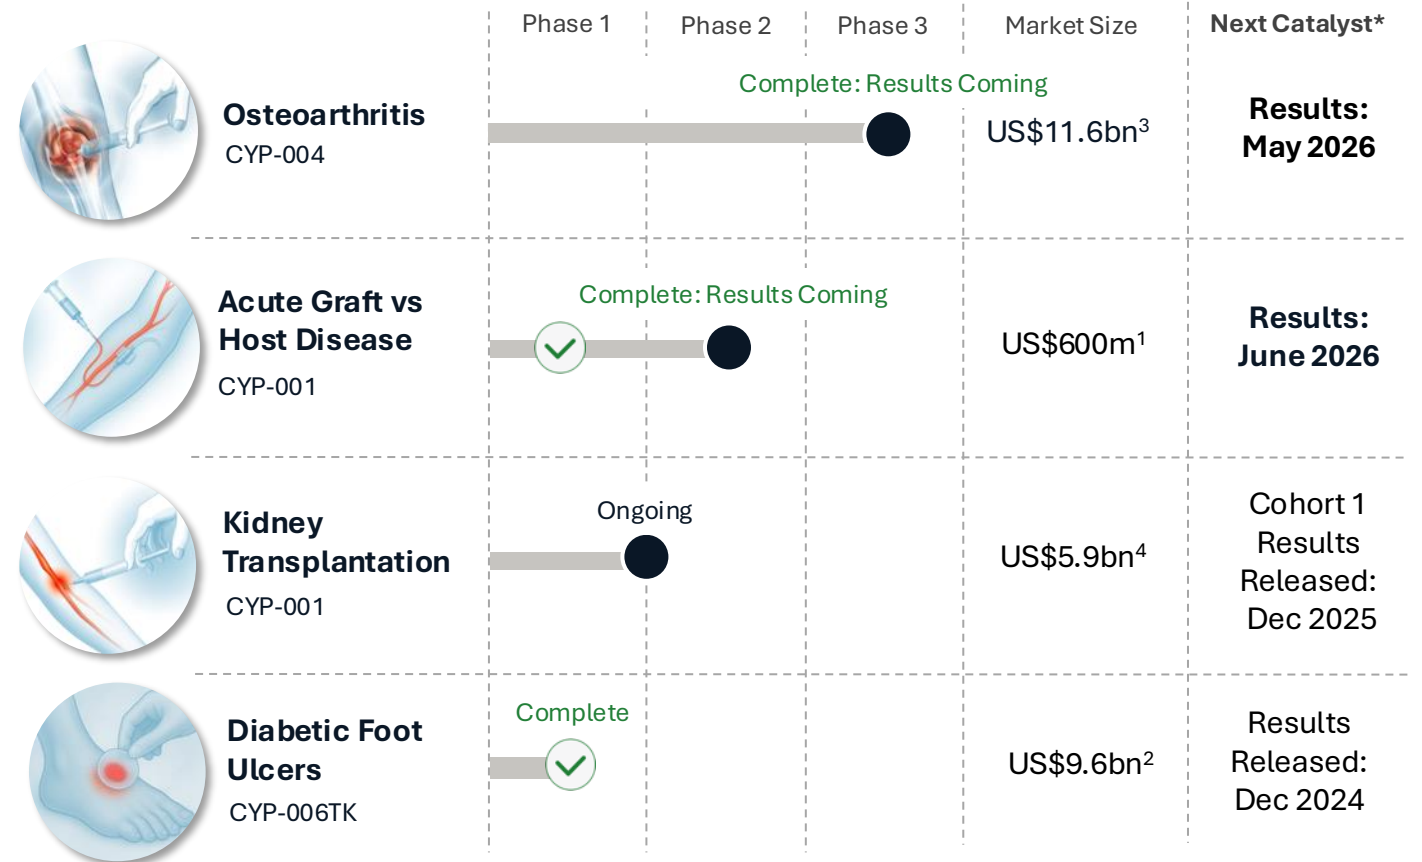 Phase 1
Phase 2
Phase 3
Market Size
Next Catalyst*
Osteoarthritis
CYP-004
Complete: Results Coming
US$11.6bn³
Results:
May 2026
Acute Graft vs
Host Disease
CYP-001
Complete: Results Coming
US$600m¹
Results:
June 2026
Kidney
Transplantation
CYP-001
Ongoing
US$5.9bn⁴
Cohort 1
Results
Released:
Dec 2025
Diabetic Foot
Ulcers
CYP-006TK
Complete
US$9.6bn²
Results
Released:
Dec 2024